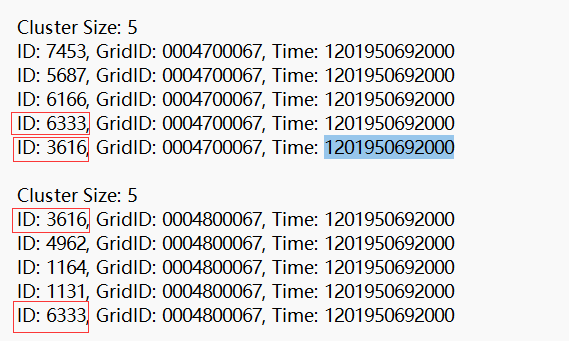 Cluster Size: 5
ID: 7453, GridID: 0004700067, Time: 1201950692000
ID: 5687, GridID: 0004700067, Time: 1201950692000
ID: 6166, GridID: 0004700067, Time: 1201950692000
ID: 6333, GridID: 0004700067, Time: 1201950692000
ID: 3616, GridID: 0004700067, Time: 1201950692000
Cluster Size: 5
ID: 3616, GridID: 0004800067, Time: 1201950692000
ID: 4962, GridID: 0004800067, Time: 1201950692000
ID: 1164, GridID: 0004800067, Time: 1201950692000
ID: 1131, GridID: 0004800067, Time: 1201950692000
ID: 6333, GridID: 0004800067, Time: 1201950692000